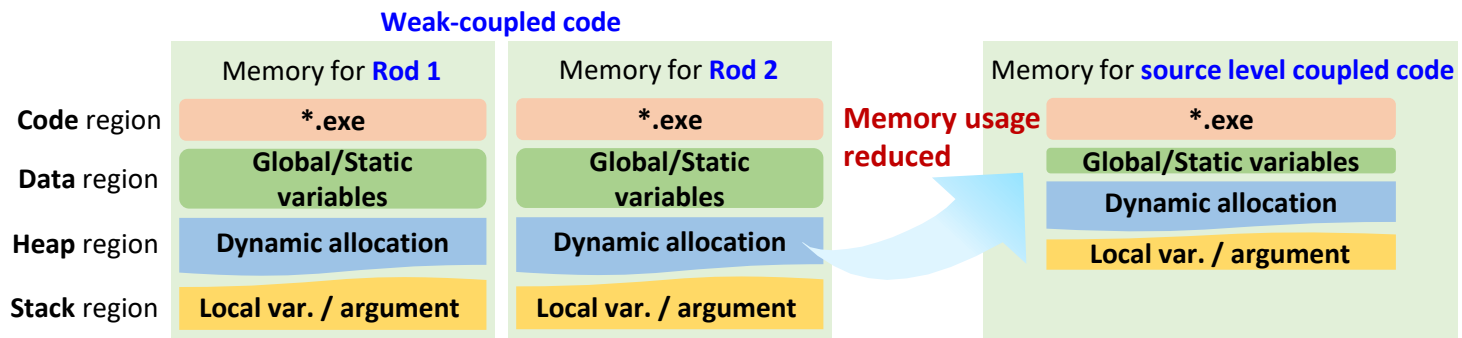 Weak-coupled code
Memory for Rod 1
Memory for Rod 2
Memory for source level coupled code
Code region
*.exe
*.exe
Memory usage
reduced
*.exe
Data region
Global/Static
variables
Global/Static
variables
Global/Static variables
Heap region
Dynamic allocation
Dynamic allocation
Dynamic allocation
Stack region
Local var. / argument
Local var. / argument
Local var. / argument